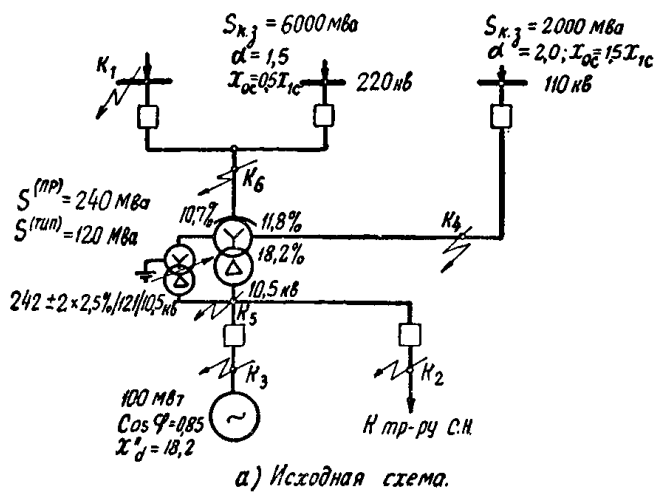 Sк.з = 6000 мва
α = 1,5
X0с = 0,5X1с
220 кв
Sк.з = 2000 мва
α = 2,0; X0с = 1,5X1с
110 кв
K1
K6
S(ПР) = 240 мва
S(тип) = 120 мва
10,7%
11,8%
18,2%
K4
242 ± 2 × 2,5% / 121 / 10,5 кв
10,5 кв
K5
K3
K2
100 мвт
Cos φ = 0,85
X"d = 18,2
К тр-ру С.Н.
а) Исходная схема.